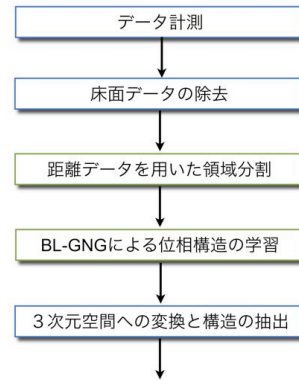 データ計測
床面データの除去
距離データを用いた領域分割
BL-GNGによる位相構造の学習
３次元空間への変換と構造の抽出